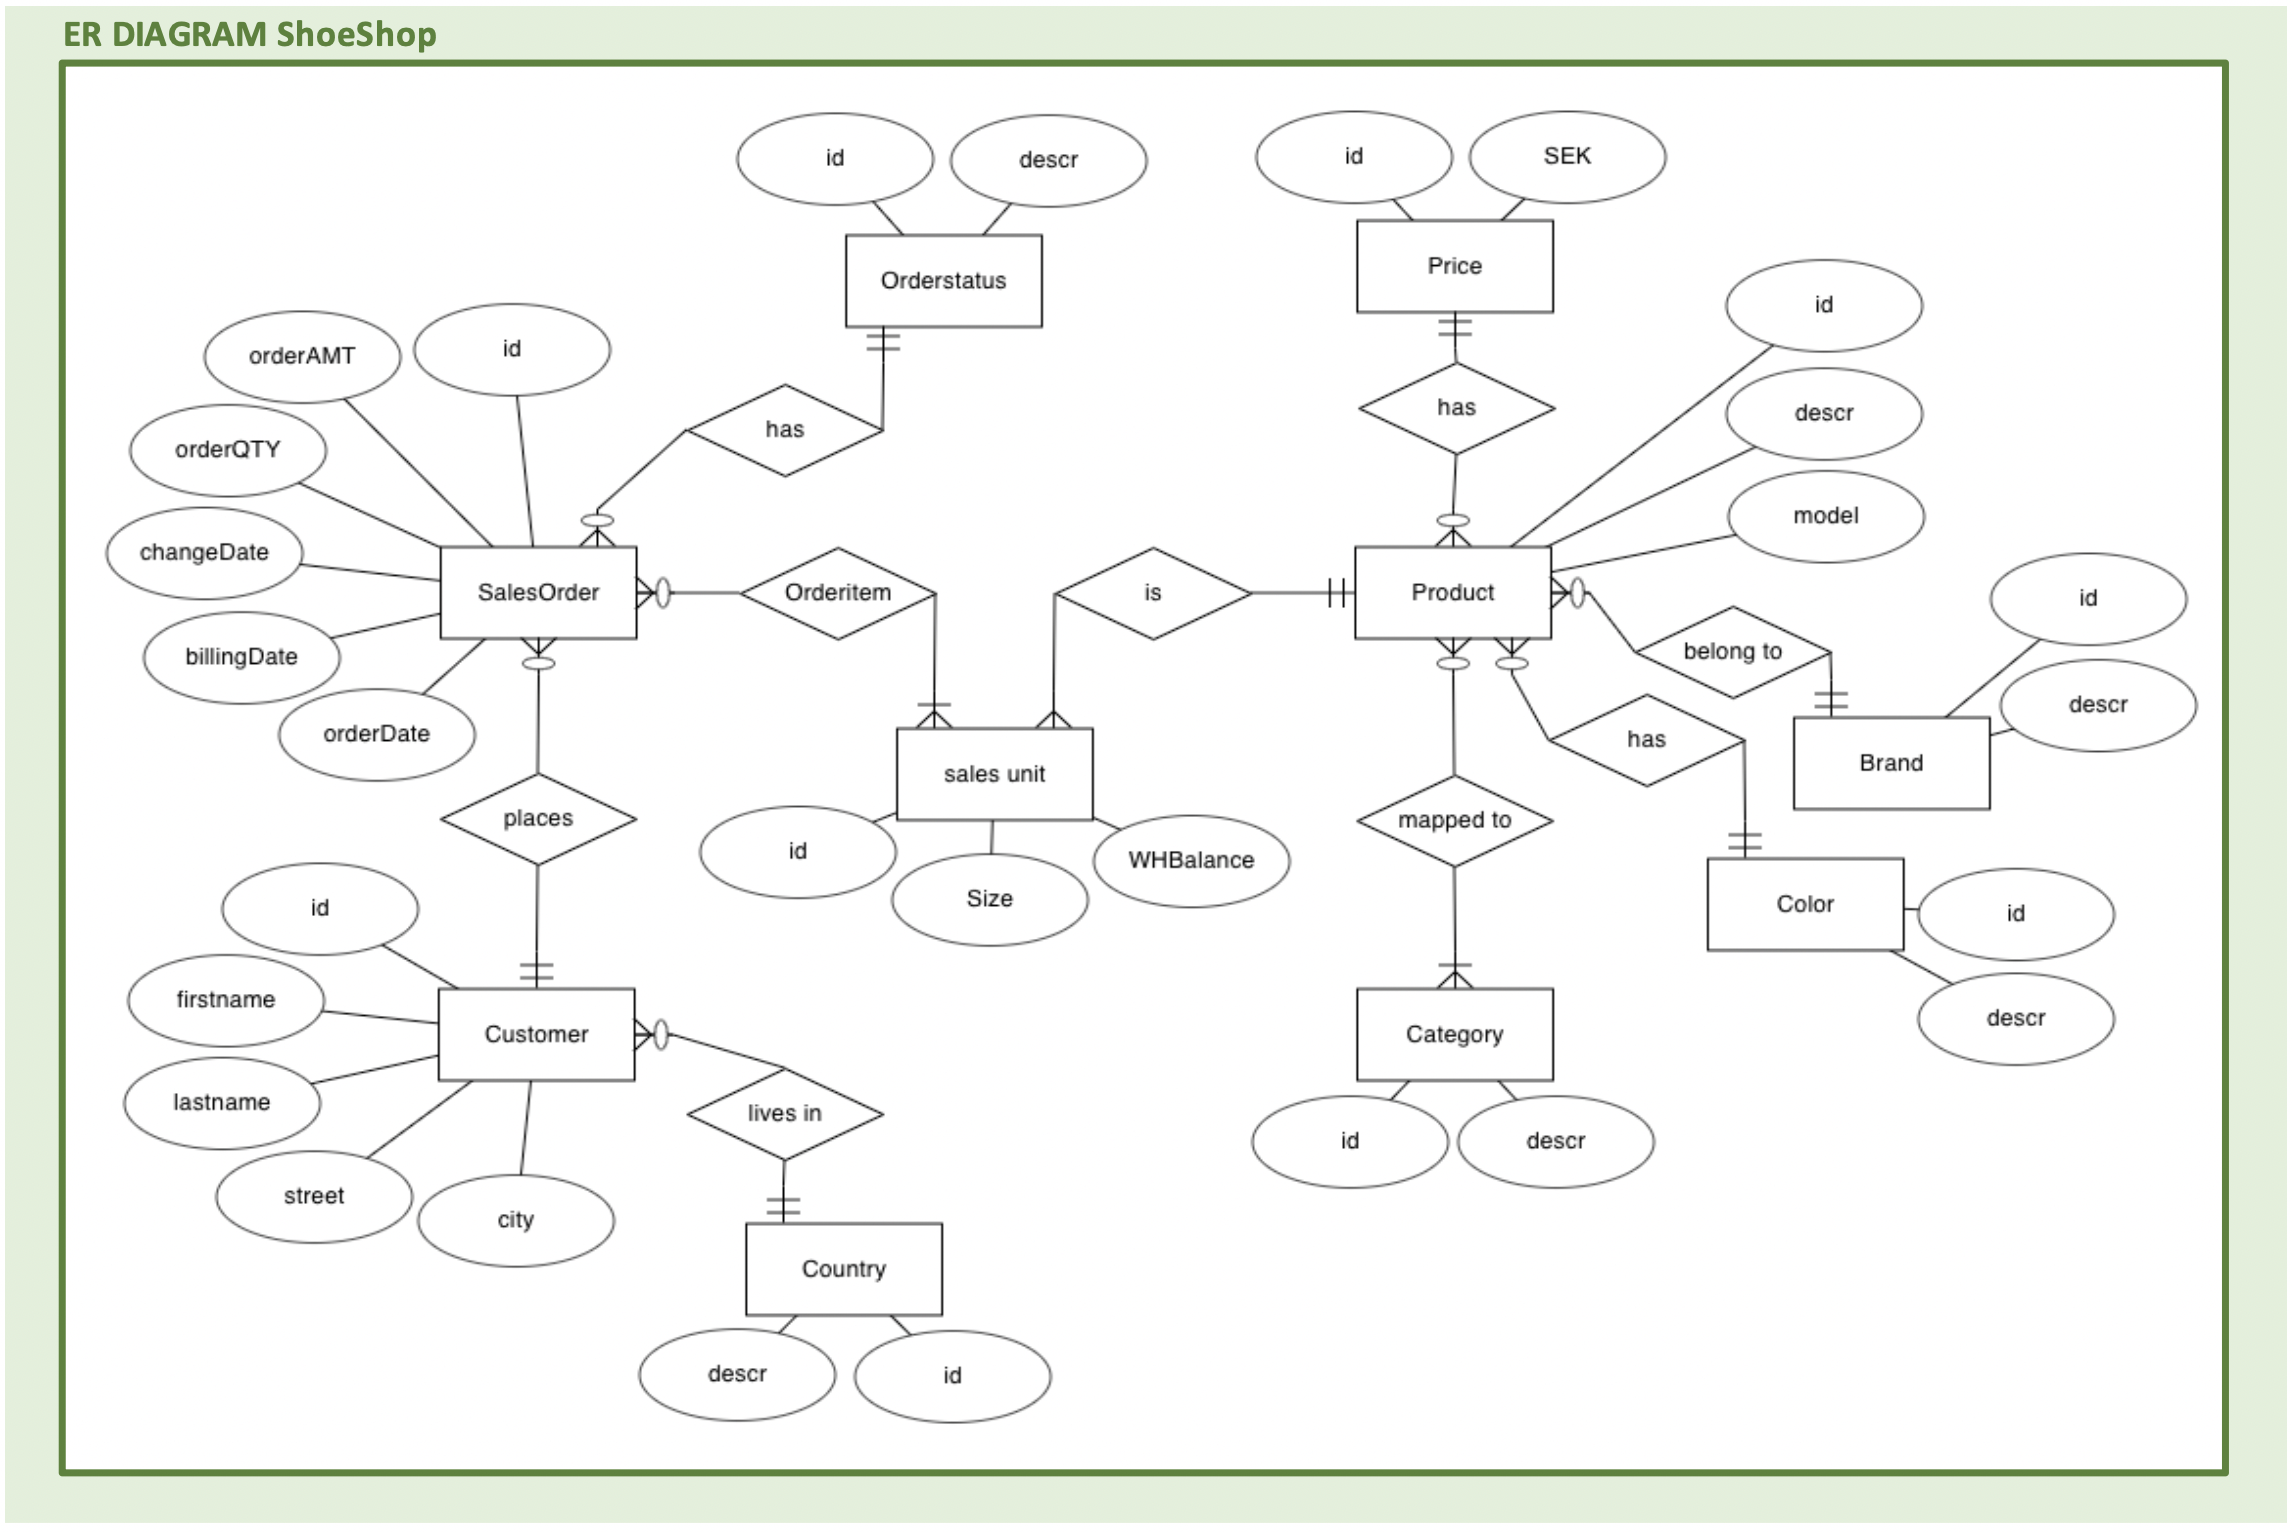 ER DIAGRAM ShoeShop
id
descr
id
SEK
Orderstatus
Price
id
orderAMT
id
has
has
descr
orderQTY
model
changeDate
SalesOrder
Orderitem
is
Product
id
billingDate
belong to
descr
orderDate
has
Brand
sales unit
places
mapped to
id
WHBalance
Size
Color
id
id
firstname
Customer
Category
descr
lastname
lives in
id
descr
street
city
Country
descr
id